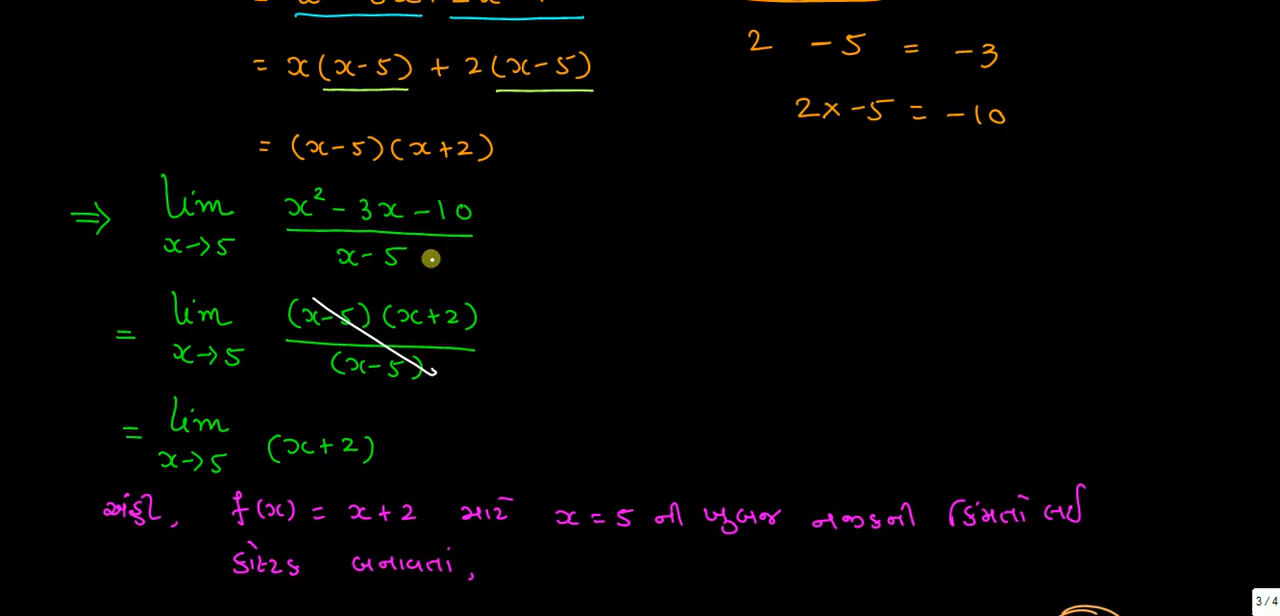 = x(x-5) + 2(x-5)
= (x-5)(x+2)
2 -5 = -3
2x-5 = -10
⇒ lim x→5 x² - 3x - 10 / x - 5
= lim x→5 (x-5)(x+2) / (x-5)
= lim x→5 (x+2)
અહીં, f(x) = x+2 માટે x = 5 ની ખુબજ નજીકની કિંમતો લઈ
કોષ્ટક બનાવતાં,
3 / 4